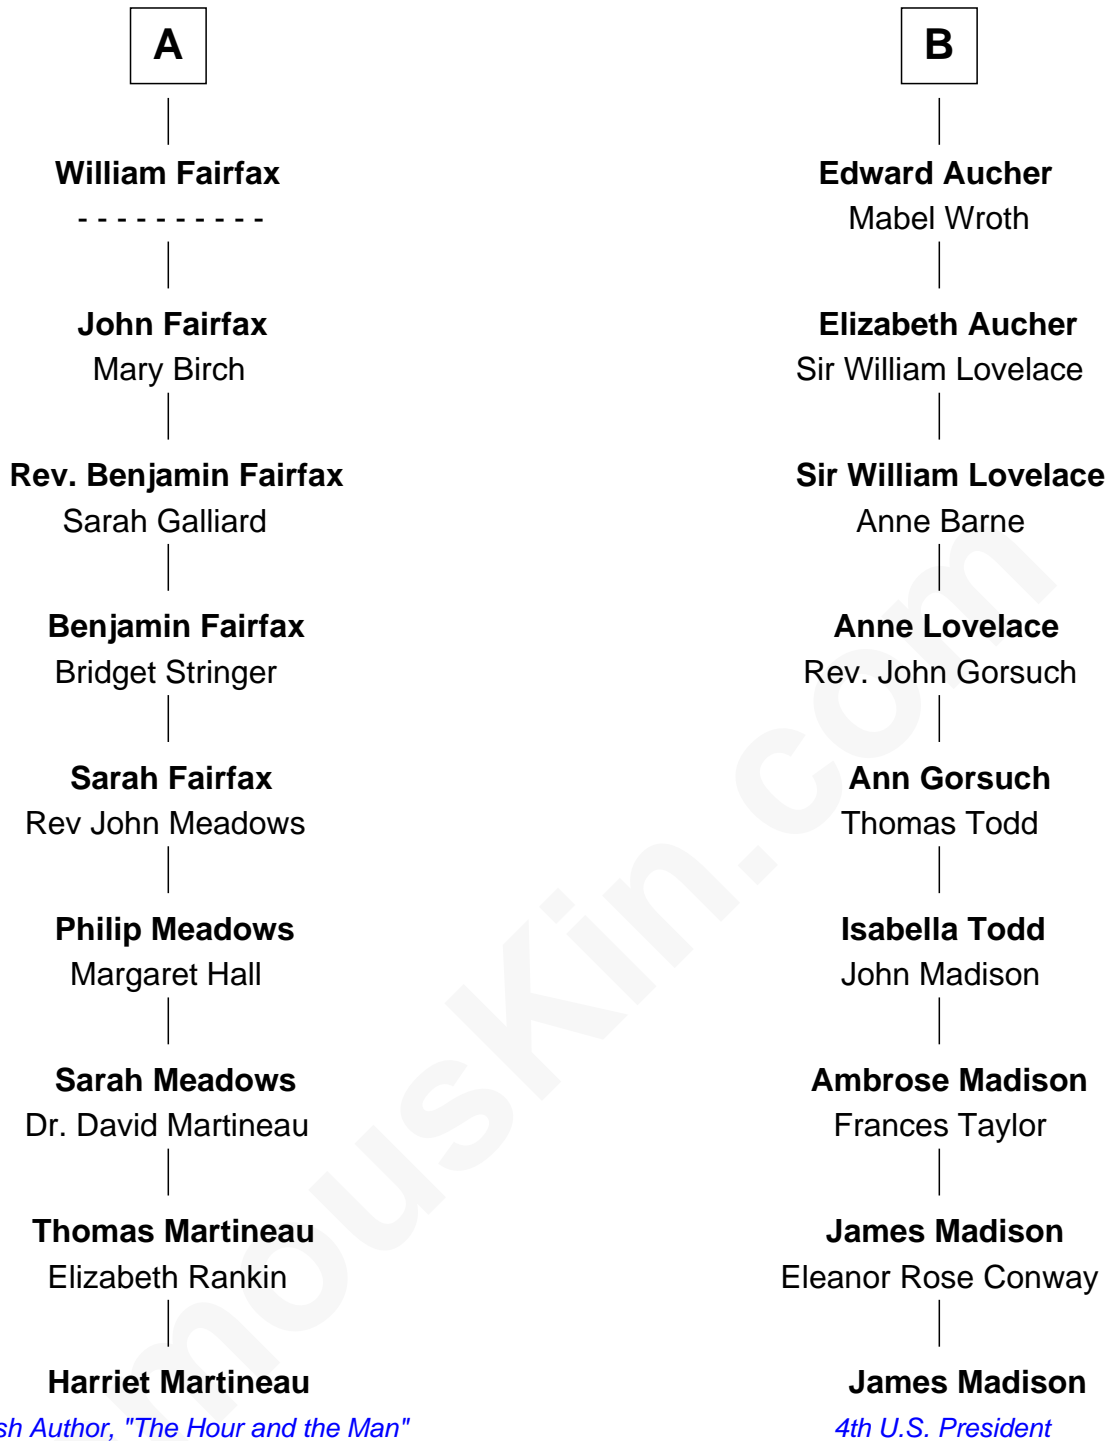 A
William Fairfax
- - - - - - - - - -
John Fairfax
Mary Birch
Rev. Benjamin Fairfax
Sarah Galliard
Benjamin Fairfax
Bridget Stringer
Sarah Fairfax
Rev John Meadows
Philip Meadows
Margaret Hall
Sarah Meadows
Dr. David Martineau
Thomas Martineau
Elizabeth Rankin
Harriet Martineau
sh Author, "The Hour and the Man"
B
Edward Aucher
Mabel Wroth
Elizabeth Aucher
Sir William Lovelace
Sir William Lovelace
Anne Barne
Anne Lovelace
Rev. John Gorsuch
Ann Gorsuch
Thomas Todd
Isabella Todd
John Madison
Ambrose Madison
Frances Taylor
James Madison
Eleanor Rose Conway
James Madison
4th U.S. President
mousKin.com